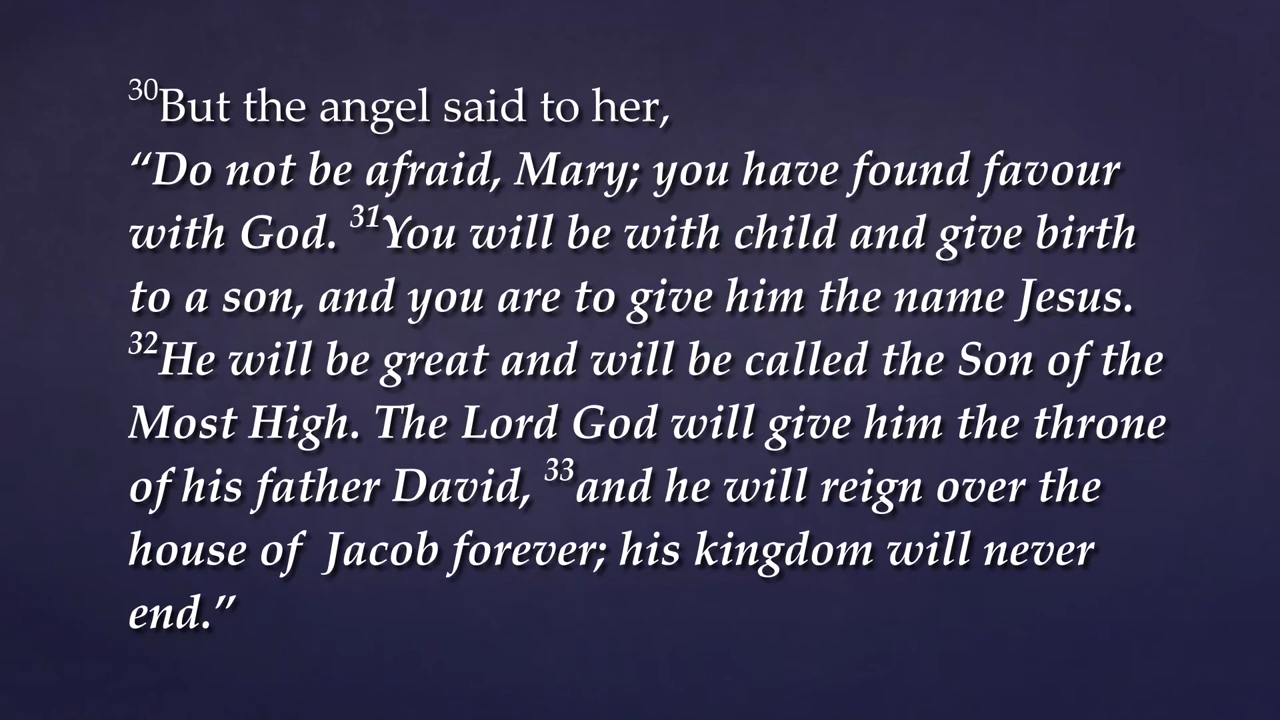 30But the angel said to her,
“Do not be afraid, Mary; you have found favour
with God. 31You will be with child and give birth
to a son, and you are to give him the name Jesus.
32He will be great and will be called the Son of the
Most High. The Lord God will give him the throne
of his father David, 33and he will reign over the
house of  Jacob forever; his kingdom will never
end.”